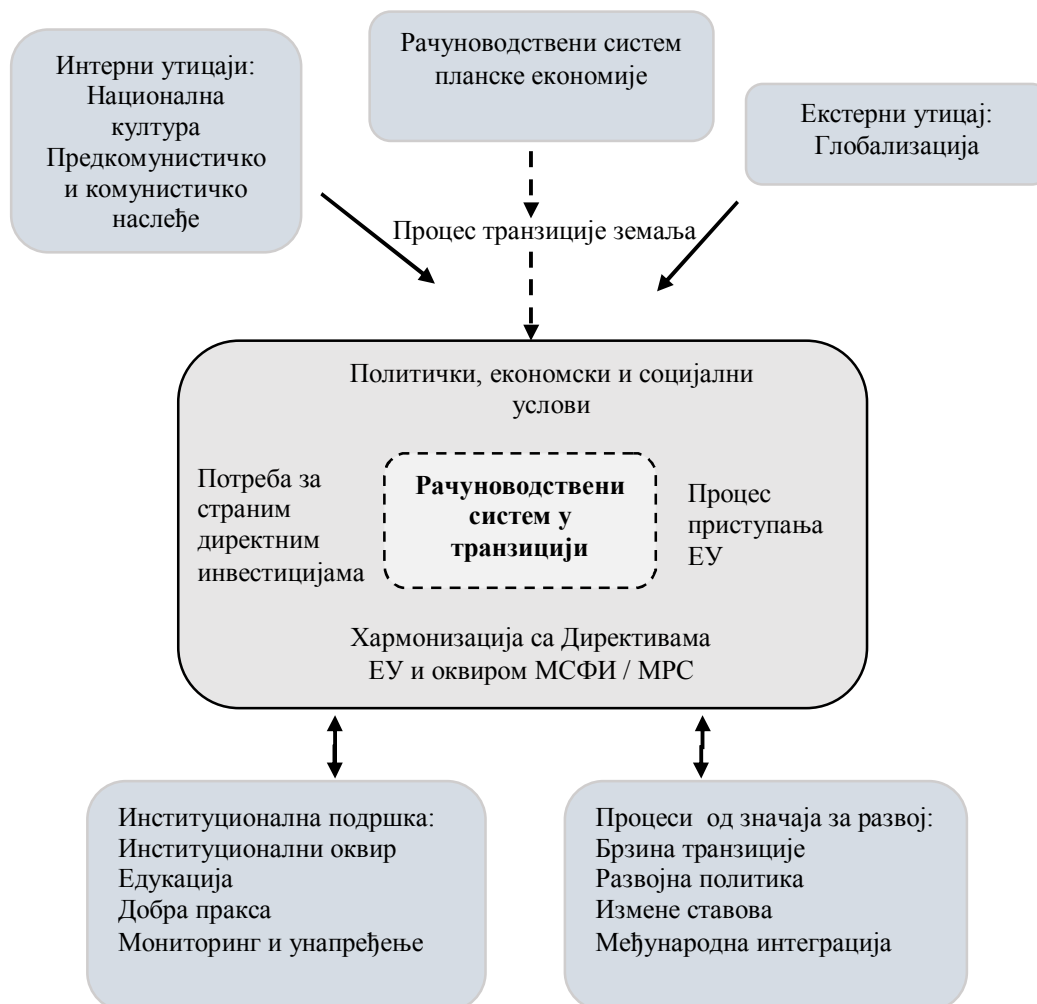 Интерни утицаји:
Национална
култура
Предкомунистичко
и комунистичко
наслеђе
Рачуноводствени систем
планске економије
Екстерни утицај:
Глобализација
Процес транзиције земаља
Политички, економски и социјални
услови
Потреба за
страним
директним
инвестицијама
Рачуноводствени
систем у
транзицији
Процес
приступања
ЕУ
Хармонизација са Директивама
ЕУ и оквиром МСФИ / МРС
Институционална подршка:
Институционални оквир
Едукација
Добра пракса
Мониторинг и унапређење
Процеси  од значаја за развој:
Брзина транзиције
Развојна политика
Измене ставова
Међународна интеграција